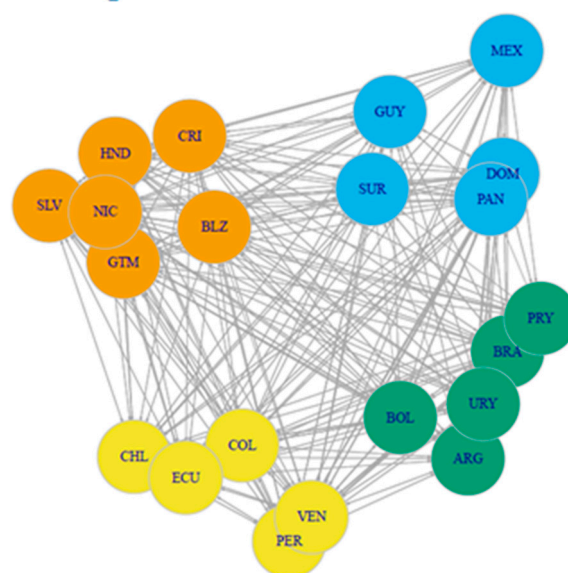 MEX
GUY
CRI
HND
DOM
SUR
PAN
SLV
NIC
BLZ
GTM
PRY
BRA
URY
BOL
COL
CHL
ARG
ECU
VEN
PER